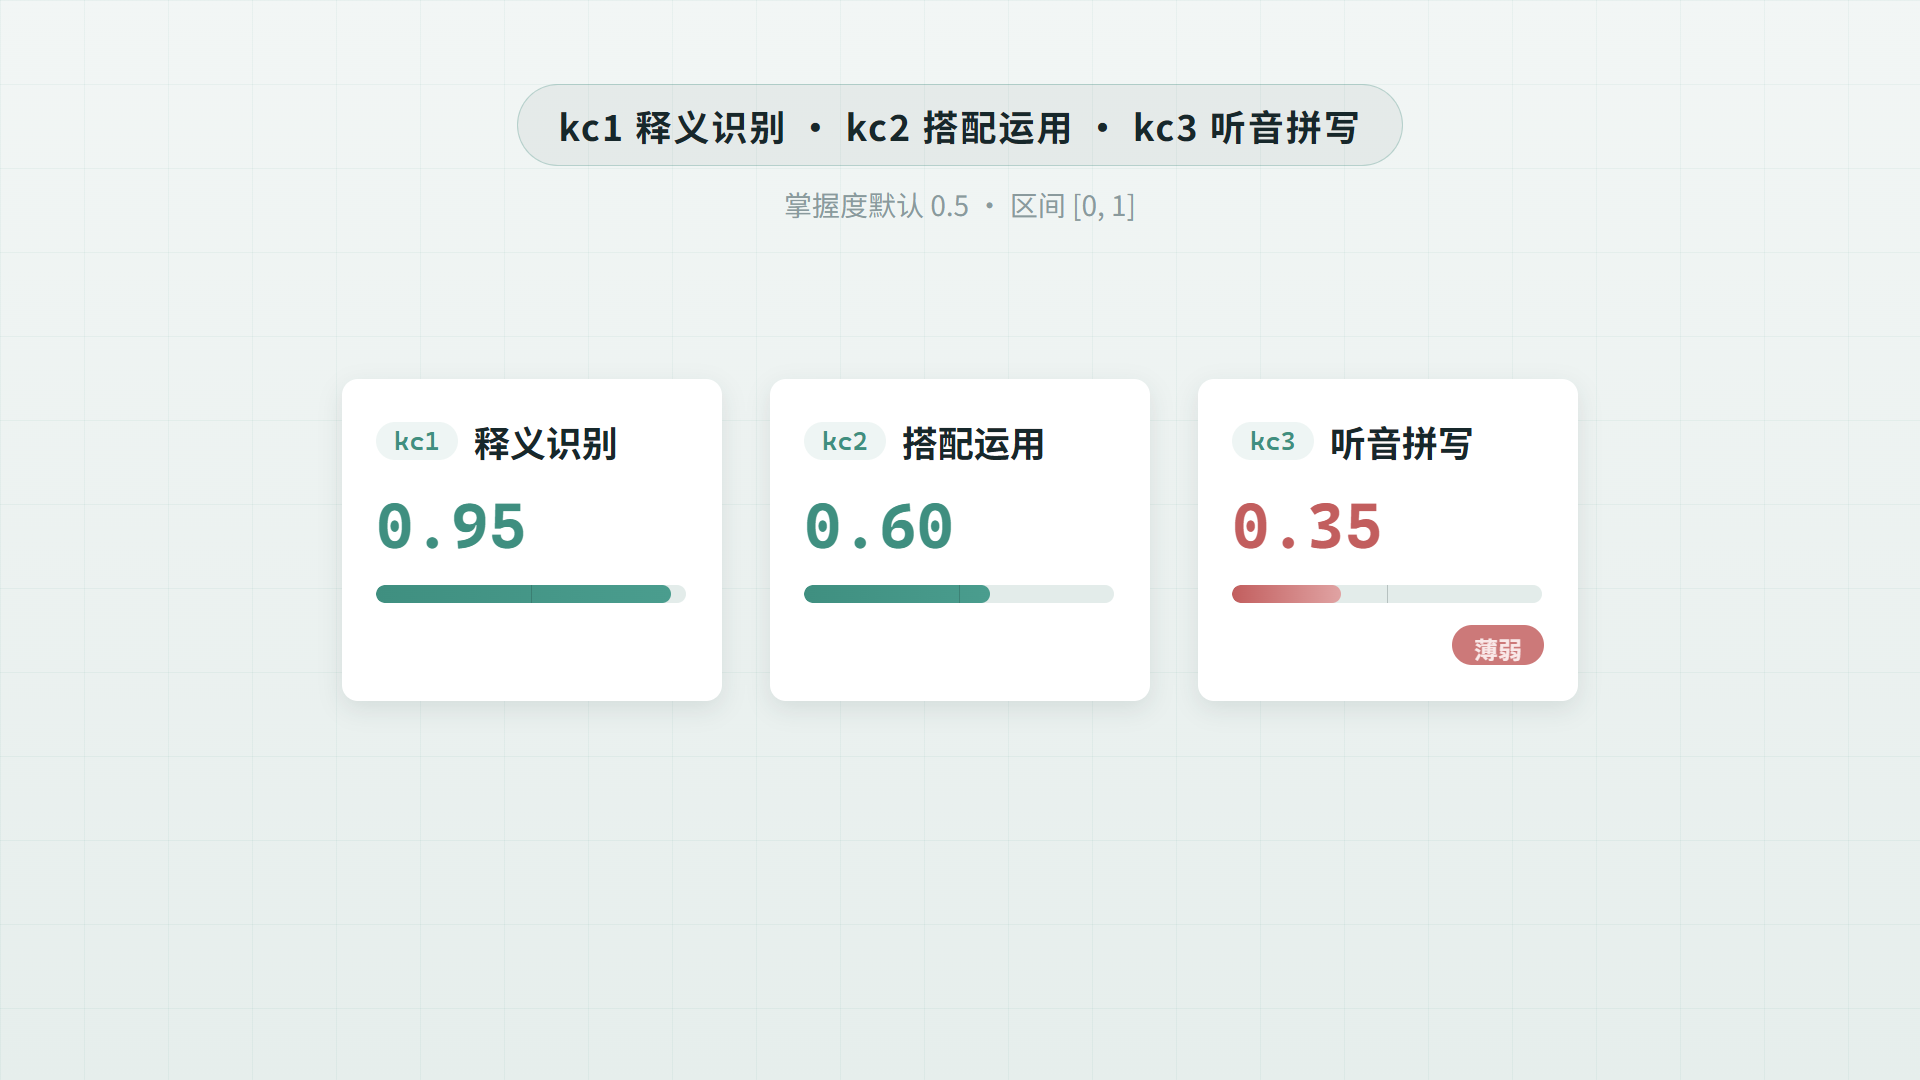 kc1 释义识别 • kc2 搭配运用 • kc3 听音拼写
掌握度默认 0.5 • 区间 [0, 1]
kc1 释义识别
0.95
kc2 搭配运用
0.60
kc3 听音拼写
0.35
薄弱